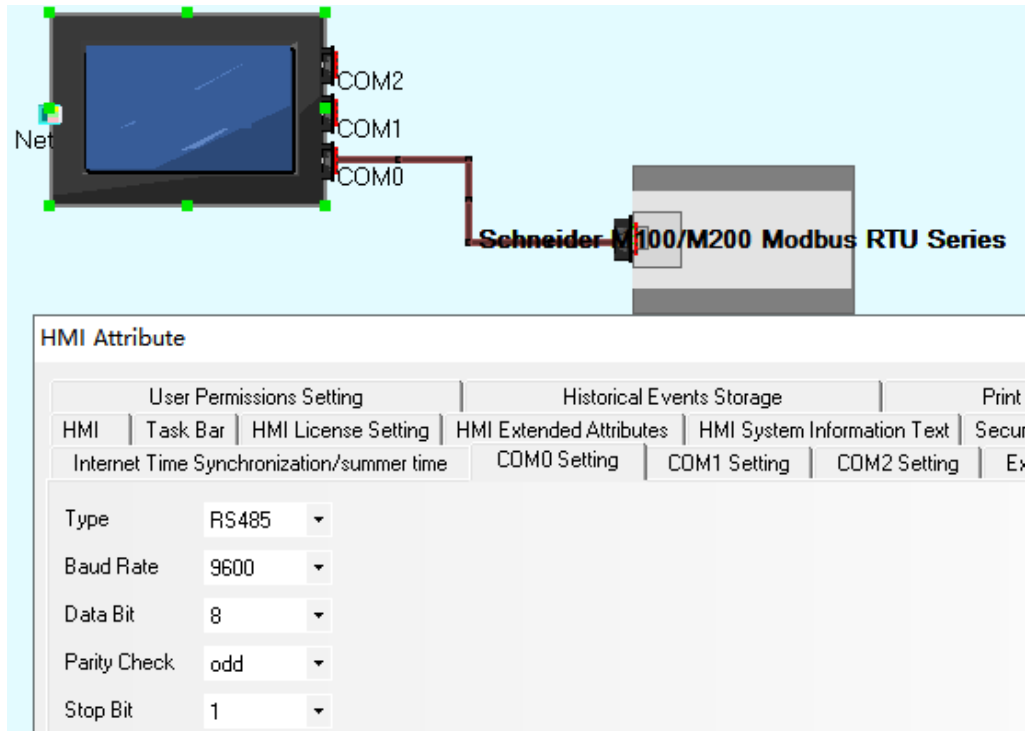 COM2
COM1
Net
COM0
Schneider M100/M200 Modbus RTU Series
HMI Attribute
User Permissions Setting Historical Events Storage Print
HMI Task Bar HMI License Setting HMI Extended Attributes HMI System Information Text Secur
Internet Time Synchronization/summer time COM0 Setting COM1 Setting COM2 Setting Ex
Type RS485
Baud Rate 9600
Data Bit 8
Parity Check odd
Stop Bit 1